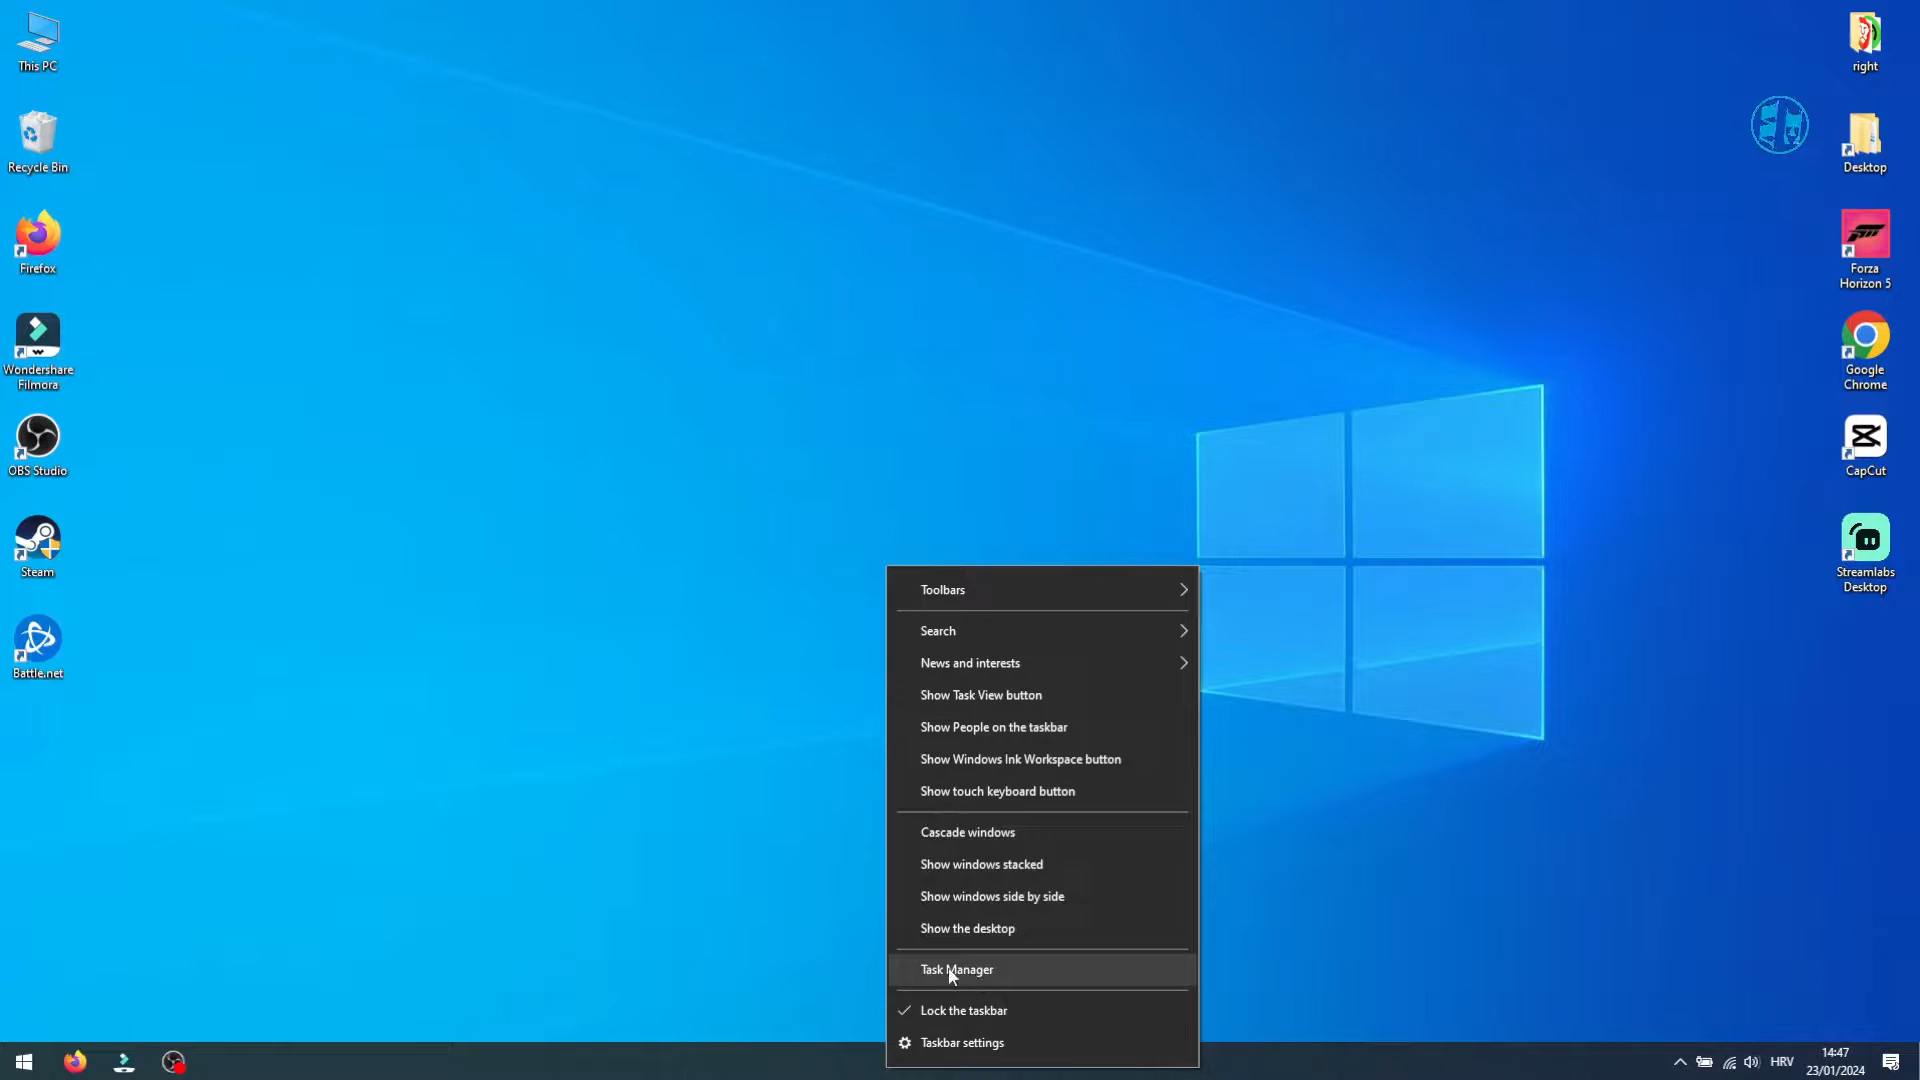 This PC
Recycle Bin
Firefox
Wondershare
Filmora
OBS Studio
Steam
Battle.net
right
Desktop
Forza
Horizon 5
Google
Chrome
CapCut
Streamlabs
Desktop
Toolbars
Search
News and interests
Show Task View button
Show People on the taskbar
Show Windows Ink Workspace button
Show touch keyboard button
Cascade windows
Show windows stacked
Show windows side by side
Show the desktop
Task Manager
Lock the taskbar
Taskbar settings
HRV
14:47
23/01/2024